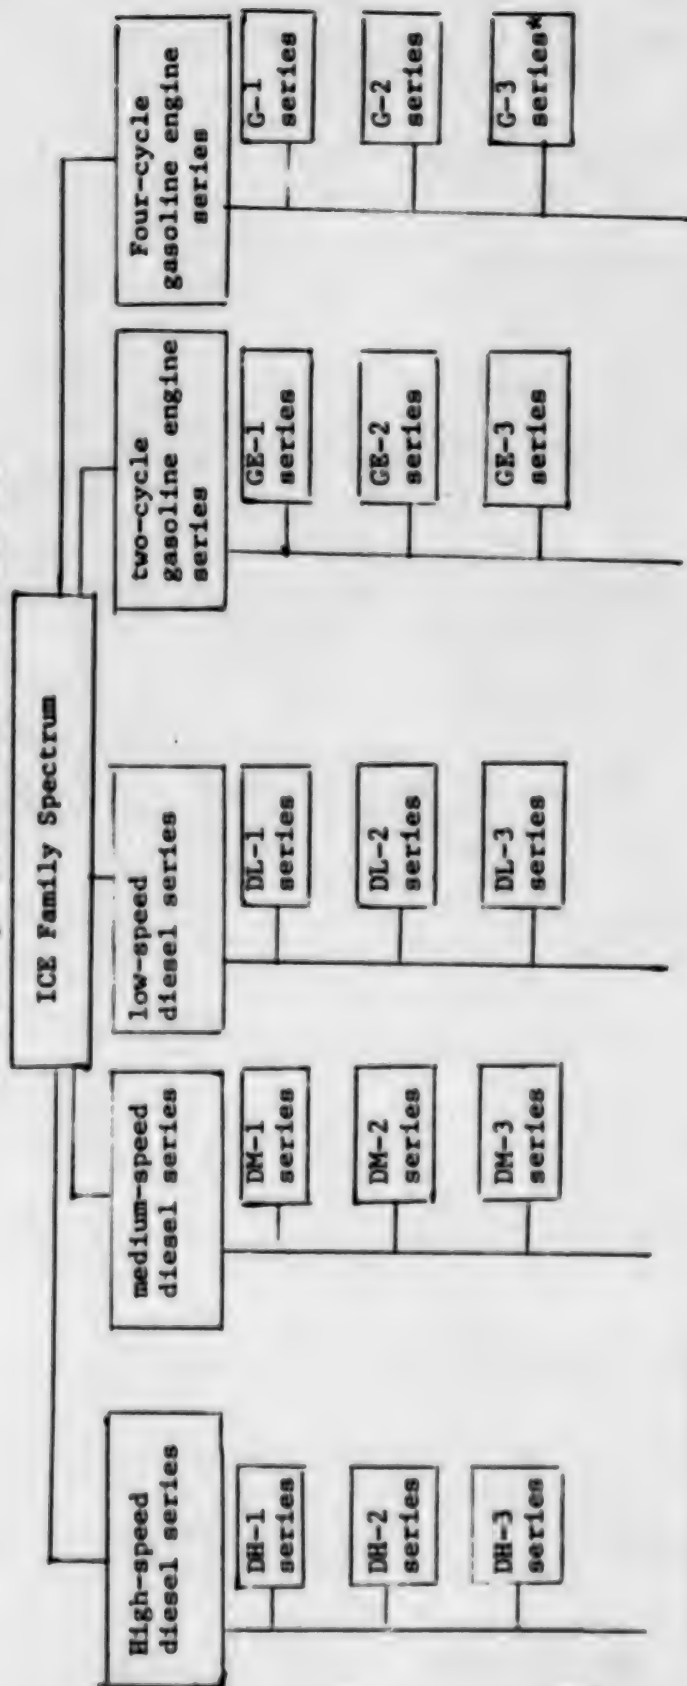 ICE Family Spectrum
High-speed
diesel series
DH-1
series
DH-2
series
DH-3
series
medium-speed
diesel series
DM-1
series
DM-2
series
DM-3
series
low-speed
diesel series
DL-1
series
DL-2
series
DL-3
series
two-cycle
gasoline engine
series
GE-1
series
GE-2
series
GE-3
series
Four-cycle
gasoline engine
series
G-1
series
G-2
series
G-3
series*